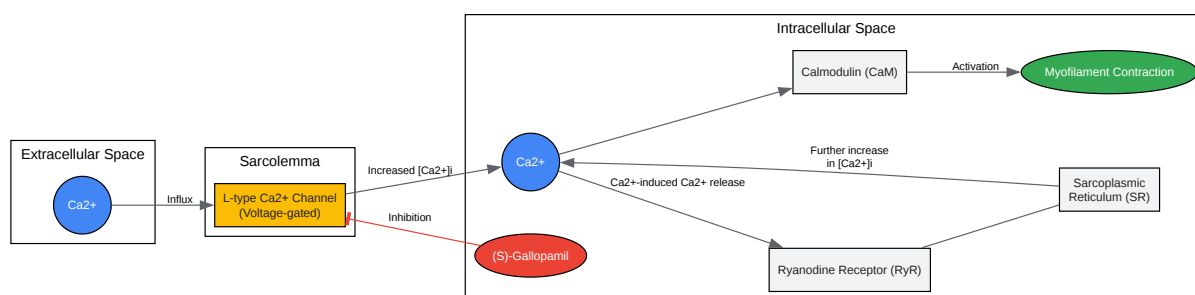 Intracellular Space
Calmodulin (CaM)
Activation
Myofilament Contraction
Extracellular Space
Ca2+
Influx
Sarcolemma
L-type Ca2+ Channel
(Voltage-gated)
Increased [Ca2+]i
Ca2+
Further increase
in [Ca2+]i
Ca2+-induced Ca2+ release
Sarcoplasmic
Reticulum (SR)
Inhibition
(S)-Gallopamil
Ryanodine Receptor (RyR)